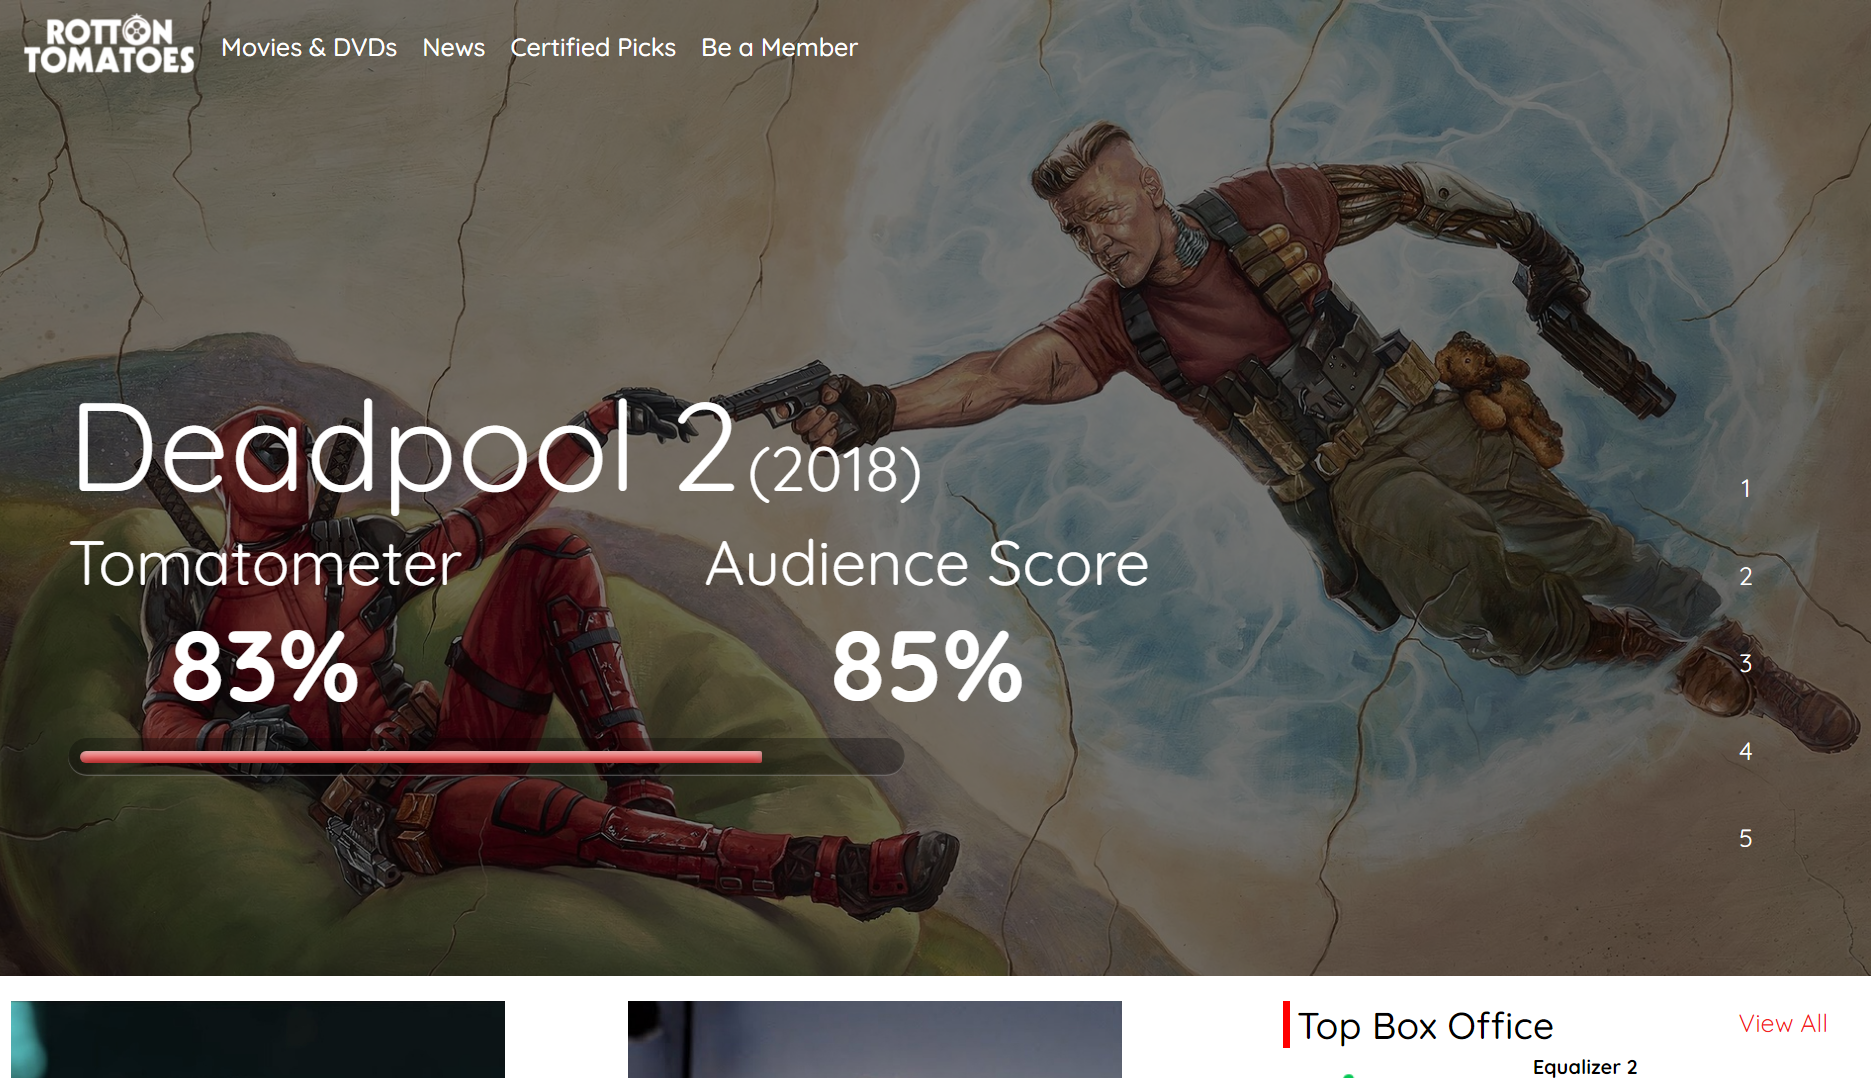 ROTTON
TOMATOES
Movies & DVDs News Certified Picks Be a Member
Deadpool 2 (2018)
Tomatometer Audience Score
83% 85%
1
2
3
4
5
Top Box Office View All
Equalizer 2